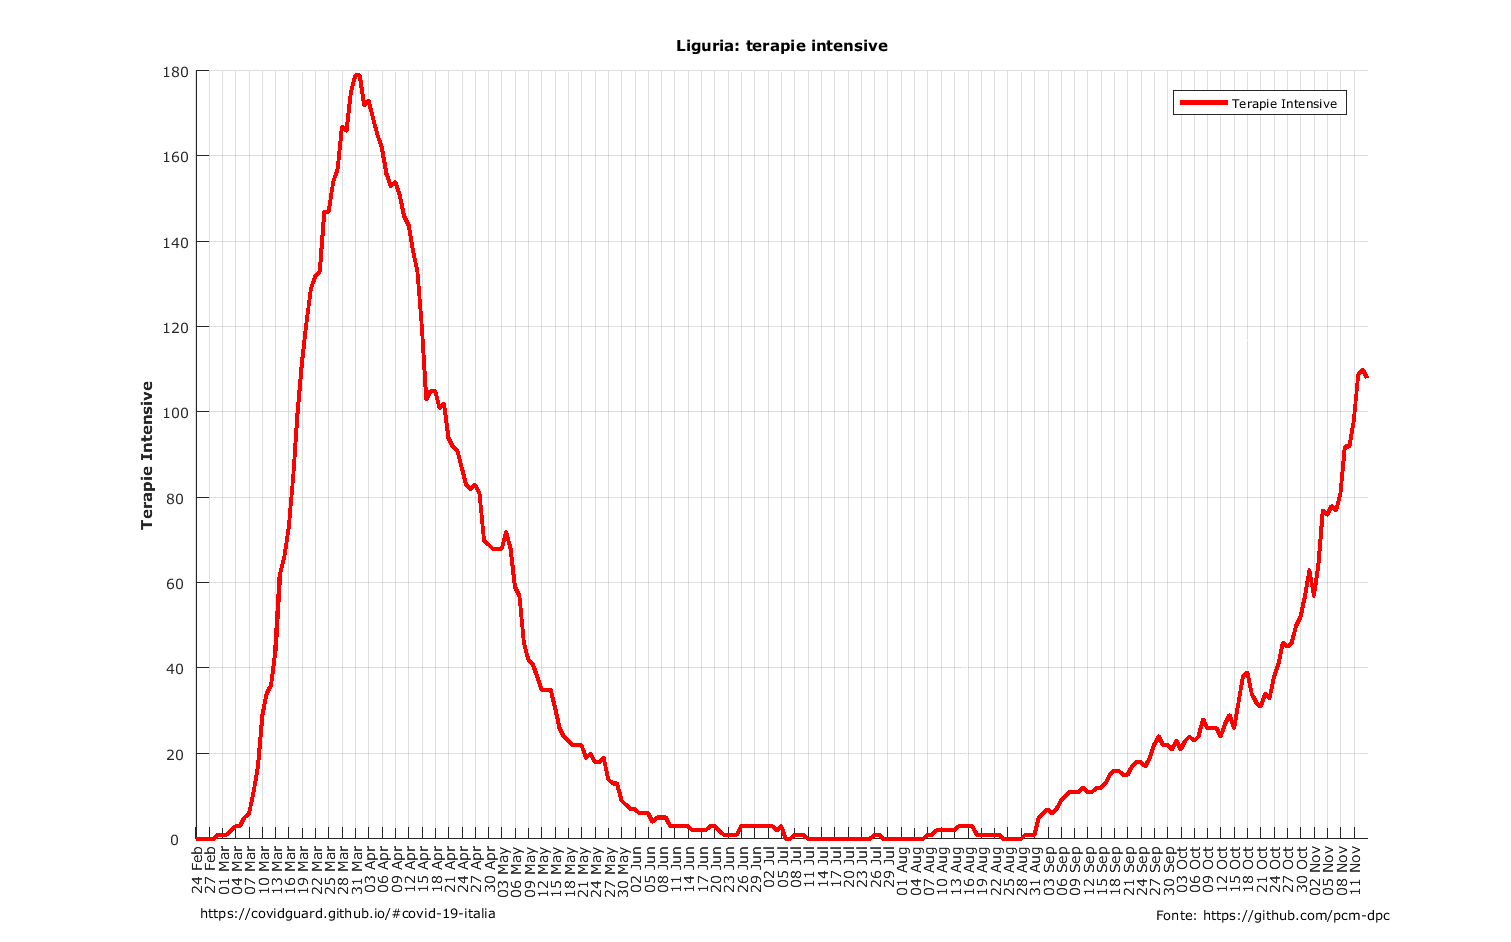 Liguria: terapie intensive
Terapie Intensive
Terapie Intensive
180
160
140
120
100
80
60
40
20
0
24 Feb
27 Feb
01 Mar
04 Mar
07 Mar
10 Mar
13 Mar
16 Mar
19 Mar
22 Mar
25 Mar
28 Mar
31 Mar
03 Apr
06 Apr
09 Apr
12 Apr
15 Apr
18 Apr
21 Apr
24 Apr
27 Apr
30 Apr
03 May
06 May
09 May
12 May
15 May
18 May
21 May
24 May
27 May
30 May
02 Jun
05 Jun
08 Jun
11 Jun
14 Jun
17 Jun
20 Jun
23 Jun
26 Jun
29 Jun
02 Jul
05 Jul
08 Jul
11 Jul
14 Jul
17 Jul
20 Jul
23 Jul
26 Jul
29 Jul
01 Aug
04 Aug
07 Aug
10 Aug
13 Aug
16 Aug
19 Aug
22 Aug
25 Aug
28 Aug
31 Aug
03 Sep
06 Sep
09 Sep
12 Sep
15 Sep
18 Sep
21 Sep
24 Sep
27 Sep
30 Sep
03 Oct
06 Oct
09 Oct
12 Oct
15 Oct
18 Oct
21 Oct
24 Oct
27 Oct
30 Oct
02 Nov
05 Nov
08 Nov
11 Nov
https://covidguard.github.io/#covid-19-italia
Fonte: https://github.com/pcm-dpc